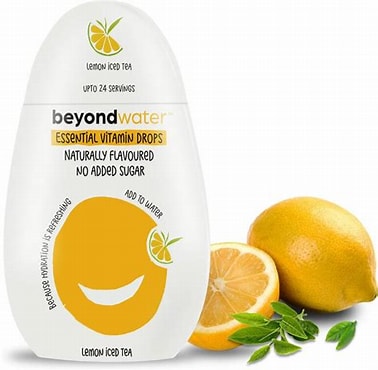 LEMON ICED TEA
UPTO 24 SERVINGS
beyondwater™
ESSENTIAL VITAMIN DROPS
NATURALLY FLAVOURED
NO ADDED SUGAR
BECAUSE HYDRATION IS REFRESHING
ADD TO WATER
LEMON ICED TEA